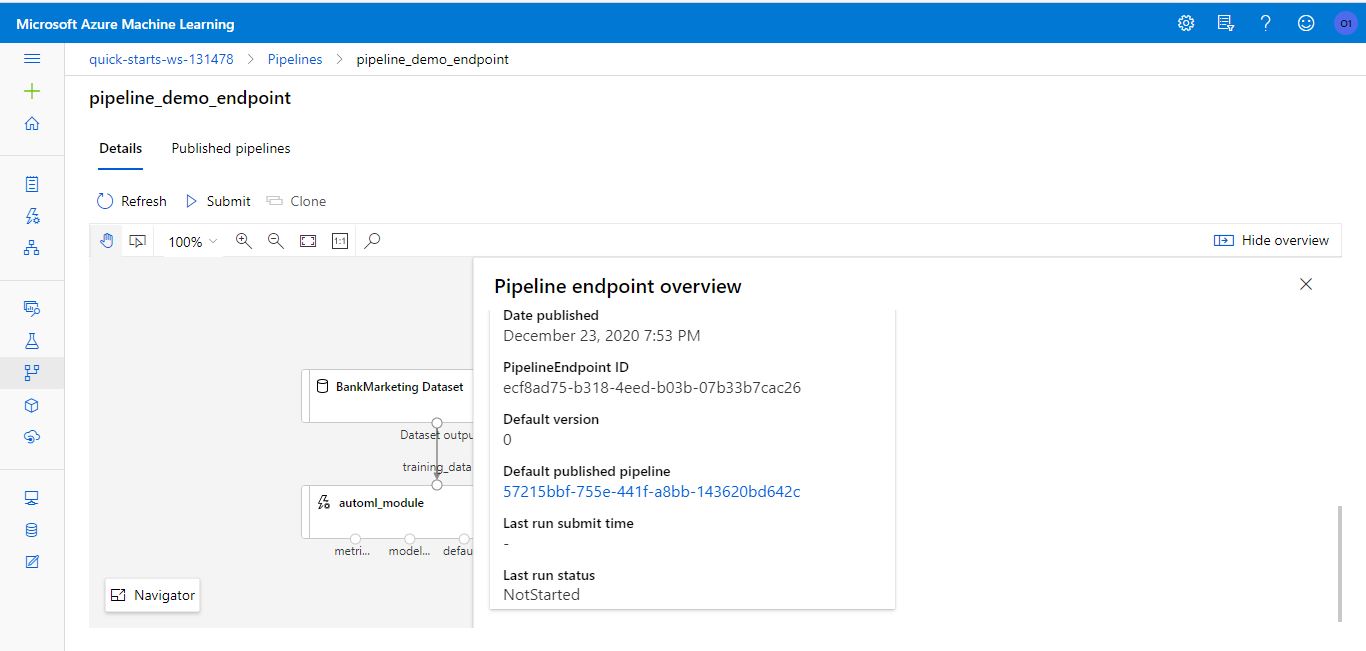 Microsoft Azure Machine Learning
O1
quick-starts-ws-131478 > Pipelines > pipeline_demo_endpoint
pipeline_demo_endpoint
Details Published pipelines
Refresh Submit Clone
100% 1:1 Hide overview
Pipeline endpoint overview
Date published
December 23, 2020 7:53 PM
PipelineEndpoint ID
ecf8ad75-b318-4eed-b03b-07b33b7cac26
Default version
0
Default published pipeline
57215bbf-755e-441f-a8bb-143620bd642c
Last run submit time
-
Last run status
NotStarted
BankMarketing Dataset
Dataset outpu
training_data
automl_module
metri... model... defau
Navigator